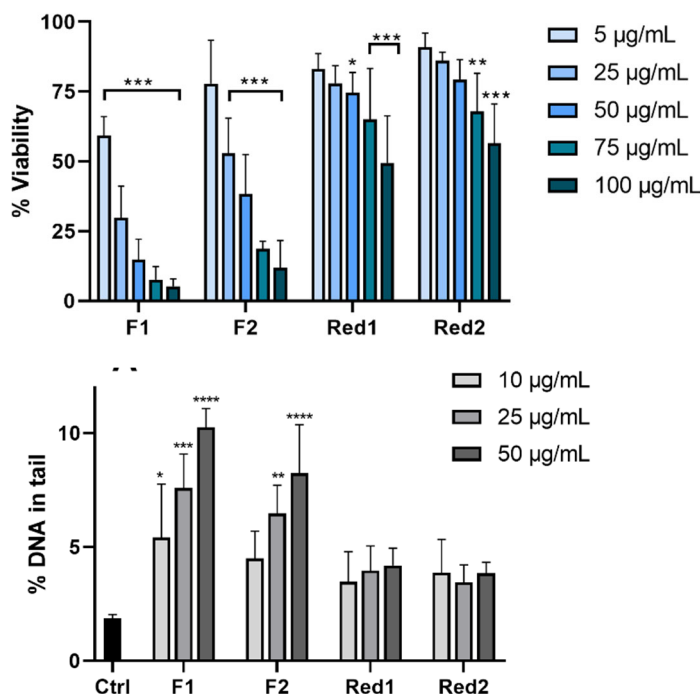 100
75
50
25
0
% Viability
***
***
*
***
**
***
F1
F2
Red1
Red2
5 µg/mL
25 µg/mL
50 µg/mL
75 µg/mL
100 µg/mL
10
5
0
% DNA in tail
*
***
****
**
****
Ctrl
F1
F2
Red1
Red2
10 µg/mL
25 µg/mL
50 µg/mL